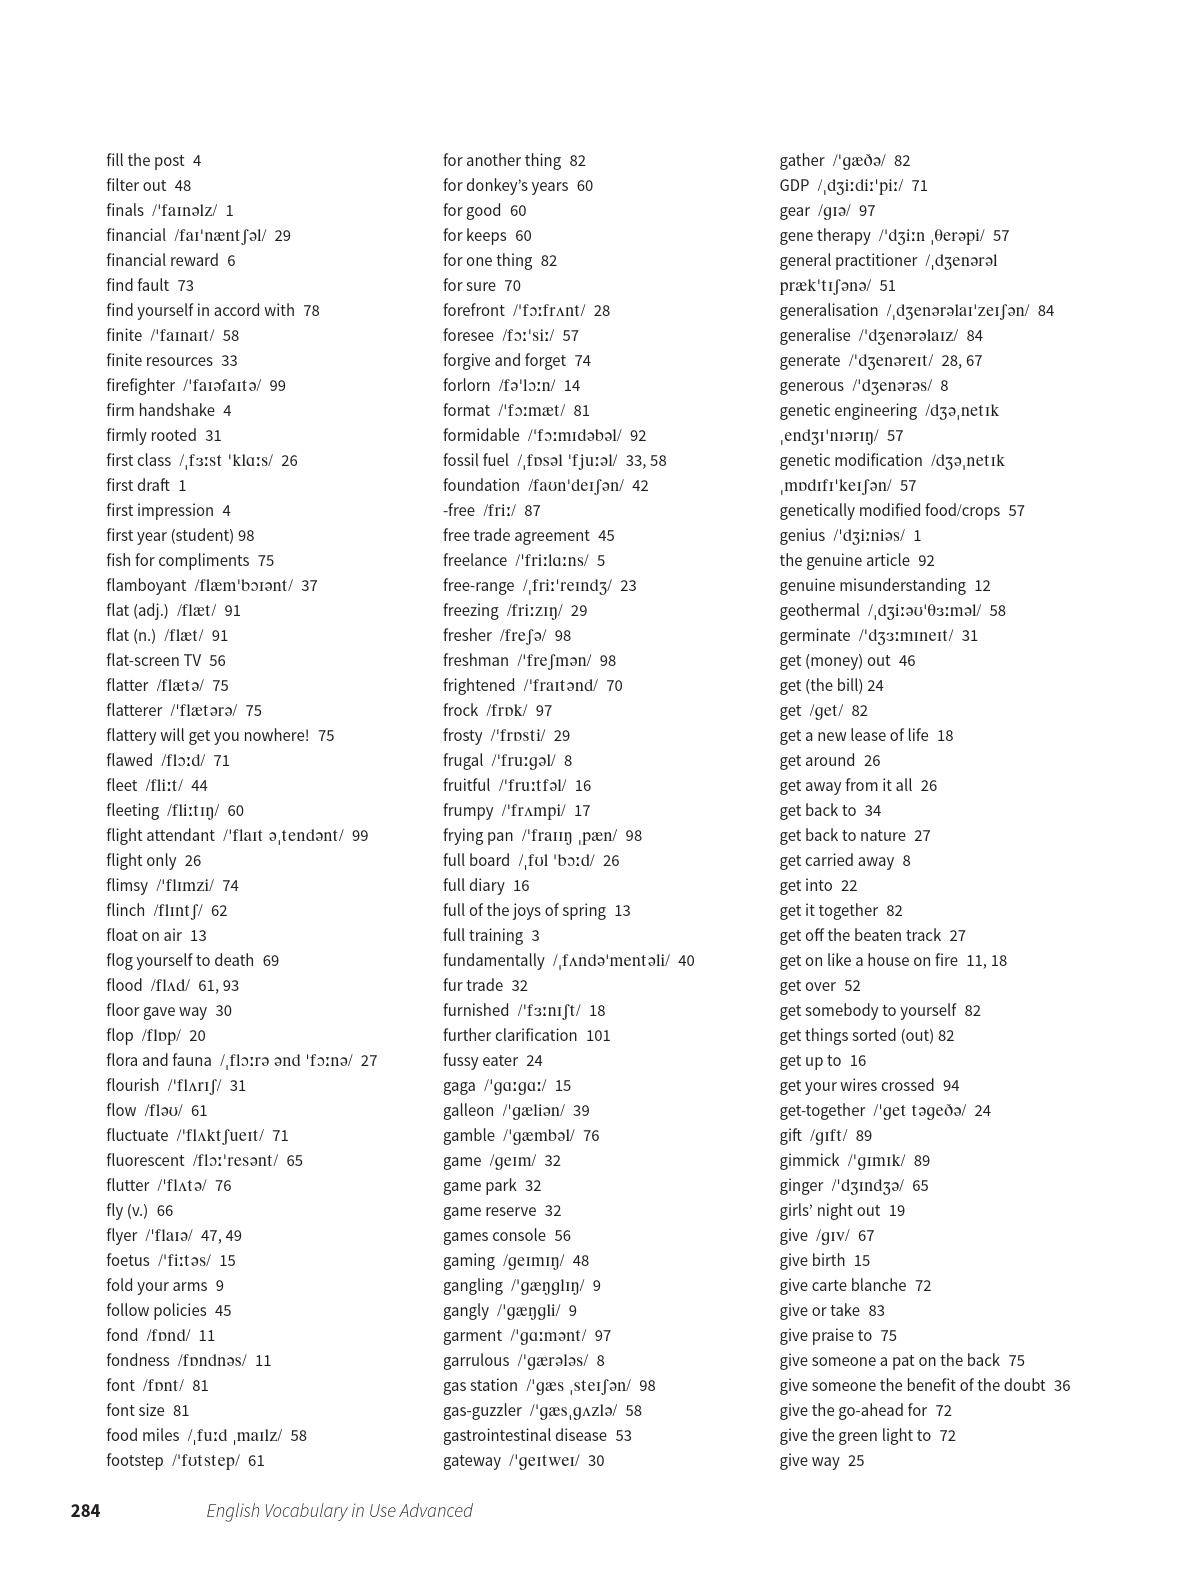 fill the post 4
filter out 48
finals /ˈfaɪnəlz/ 1
financial /faɪˈnæntʃəl/ 29
financial reward 6
find fault 73
find yourself in accord with 78
finite /ˈfaɪnaɪt/ 58
finite resources 33
firefighter /ˈfaɪəfaɪtə/ 99
firm handshake 4
firmly rooted 31
first class /ˌfɜːst ˈklɑːs/ 26
first draft 1
first impression 4
first year (student) 98
fish for compliments 75
flamboyant /flæmˈbɔɪənt/ 37
flat (adj.) /flæt/ 91
flat (n.) /flæt/ 91
flat-screen TV 56
flatter /flætə/ 75
flatterer /ˈflætərə/ 75
flattery will get you nowhere! 75
flawed /flɔːd/ 71
fleet /fliːt/ 44
fleeting /fliːtɪŋ/ 60
flight attendant /ˈflaɪt əˌtendənt/ 99
flight only 26
flimsy /ˈflɪmzi/ 74
flinch /flɪntʃ/ 62
float on air 13
flog yourself to death 69
flood /flʌd/ 61, 93
floor gave way 30
flop /flɒp/ 20
flora and fauna /ˌflɔːrə ənd ˈfɔːnə/ 27
flourish /ˈflʌrɪʃ/ 31
flow /fləʊ/ 61
fluctuate /ˈflʌktʃueɪt/ 71
fluorescent /flɔːˈresənt/ 65
flutter /ˈflʌtə/ 76
fly (v.) 66
flyer /ˈflaɪə/ 47, 49
foetus /ˈfiːtəs/ 15
fold your arms 9
follow policies 45
fond /fɒnd/ 11
fondness /fɒndnəs/ 11
font /fɒnt/ 81
font size 81
food miles /ˌfuːd ˌmaɪlz/ 58
footstep /ˈfʊtstep/ 61
for another thing 82
for donkey's years 60
for good 60
for keeps 60
for one thing 82
for sure 70
forefront /ˈfɔːfrʌnt/ 28
foresee /fɔːˈsiː/ 57
forgive and forget 74
forlorn /fəˈlɔːn/ 14
format /ˈfɔːmæt/ 81
formidable /ˈfɔːmɪdəbəl/ 92
fossil fuel /ˌfɒsəl ˈfjuːəl/ 33, 58
foundation /faʊnˈdeɪʃən/ 42
-free /friː/ 87
free trade agreement 45
freelance /ˈfriːlɑːns/ 5
free-range /ˌfriːˈreɪndʒ/ 23
freezing /friːzɪŋ/ 29
fresher /freʃə/ 98
freshman /ˈfreʃmən/ 98
frightened /ˈfraɪtənd/ 70
frock /frɒk/ 97
frosty /ˈfrɒsti/ 29
frugal /ˈfruːgəl/ 8
fruitful /ˈfruːtfəl/ 16
frumpy /ˈfrʌmpi/ 17
frying pan /ˈfraɪɪŋ ˌpæn/ 98
full board /ˌfʊl ˈbɔːd/ 26
full diary 16
full of the joys of spring 13
full training 3
fundamentally /ˌfʌndəˈmentəli/ 40
fur trade 32
furnished /ˈfɜːnɪʃt/ 18
further clarification 101
fussy eater 24
gaga /ˈgɑːgɑː/ 15
galleon /ˈgæliən/ 39
gamble /ˈgæmbəl/ 76
game /geɪm/ 32
game park 32
game reserve 32
games console 56
gaming /geɪmɪŋ/ 48
gangling /ˈgæŋglɪŋ/ 9
gangly /ˈgæŋgli/ 9
garment /ˈgɑːmənt/ 97
garrulous /ˈgærələs/ 8
gas station /ˈgæs ˌsteɪʃən/ 98
gas-guzzler /ˈgæsˌgʌzlə/ 58
gastrointestinal disease 53
gateway /ˈgeɪtweɪ/ 30
gather /ˈgæðə/ 82
GDP /ˌdʒiːdiːˈpiː/ 71
gear /gɪə/ 97
gene therapy /ˈdʒiːn ˌθerəpi/ 57
general practitioner /ˌdʒenərəl
prækˈtɪʃənə/ 51
generalisation /ˌdʒenərəlaɪˈzeɪʃən/ 84
generalise /ˈdʒenərəlaɪz/ 84
generate /ˈdʒenəreɪt/ 28, 67
generous /ˈdʒenərəs/ 8
genetic engineering /dʒəˌnetɪk
ˌendʒɪˈnɪərɪŋ/ 57
genetic modification /dʒəˌnetɪk
ˌmɒdɪfɪˈkeɪʃən/ 57
genetically modified food/crops 57
genius /ˈdʒiːniəs/ 1
the genuine article 92
genuine misunderstanding 12
geothermal /ˌdʒiːəʊˈθɜːməl/ 58
germinate /ˈdʒɜːmɪneɪt/ 31
get (money) out 46
get (the bill) 24
get /get/ 82
get a new lease of life 18
get around 26
get away from it all 26
get back to 34
get back to nature 27
get carried away 8
get into 22
get it together 82
get off the beaten track 27
get on like a house on fire 11, 18
get over 52
get somebody to yourself 82
get things sorted (out) 82
get up to 16
get your wires crossed 94
get-together /ˈget təgeðə/ 24
gift /gɪft/ 89
gimmick /ˈgɪmɪk/ 89
ginger /ˈdʒɪndʒə/ 65
girls' night out 19
give /gɪv/ 67
give birth 15
give carte blanche 72
give or take 83
give praise to 75
give someone a pat on the back 75
give someone the benefit of the doubt 36
give the go-ahead for 72
give the green light to 72
give way 25
284 English Vocabulary in Use Advanced